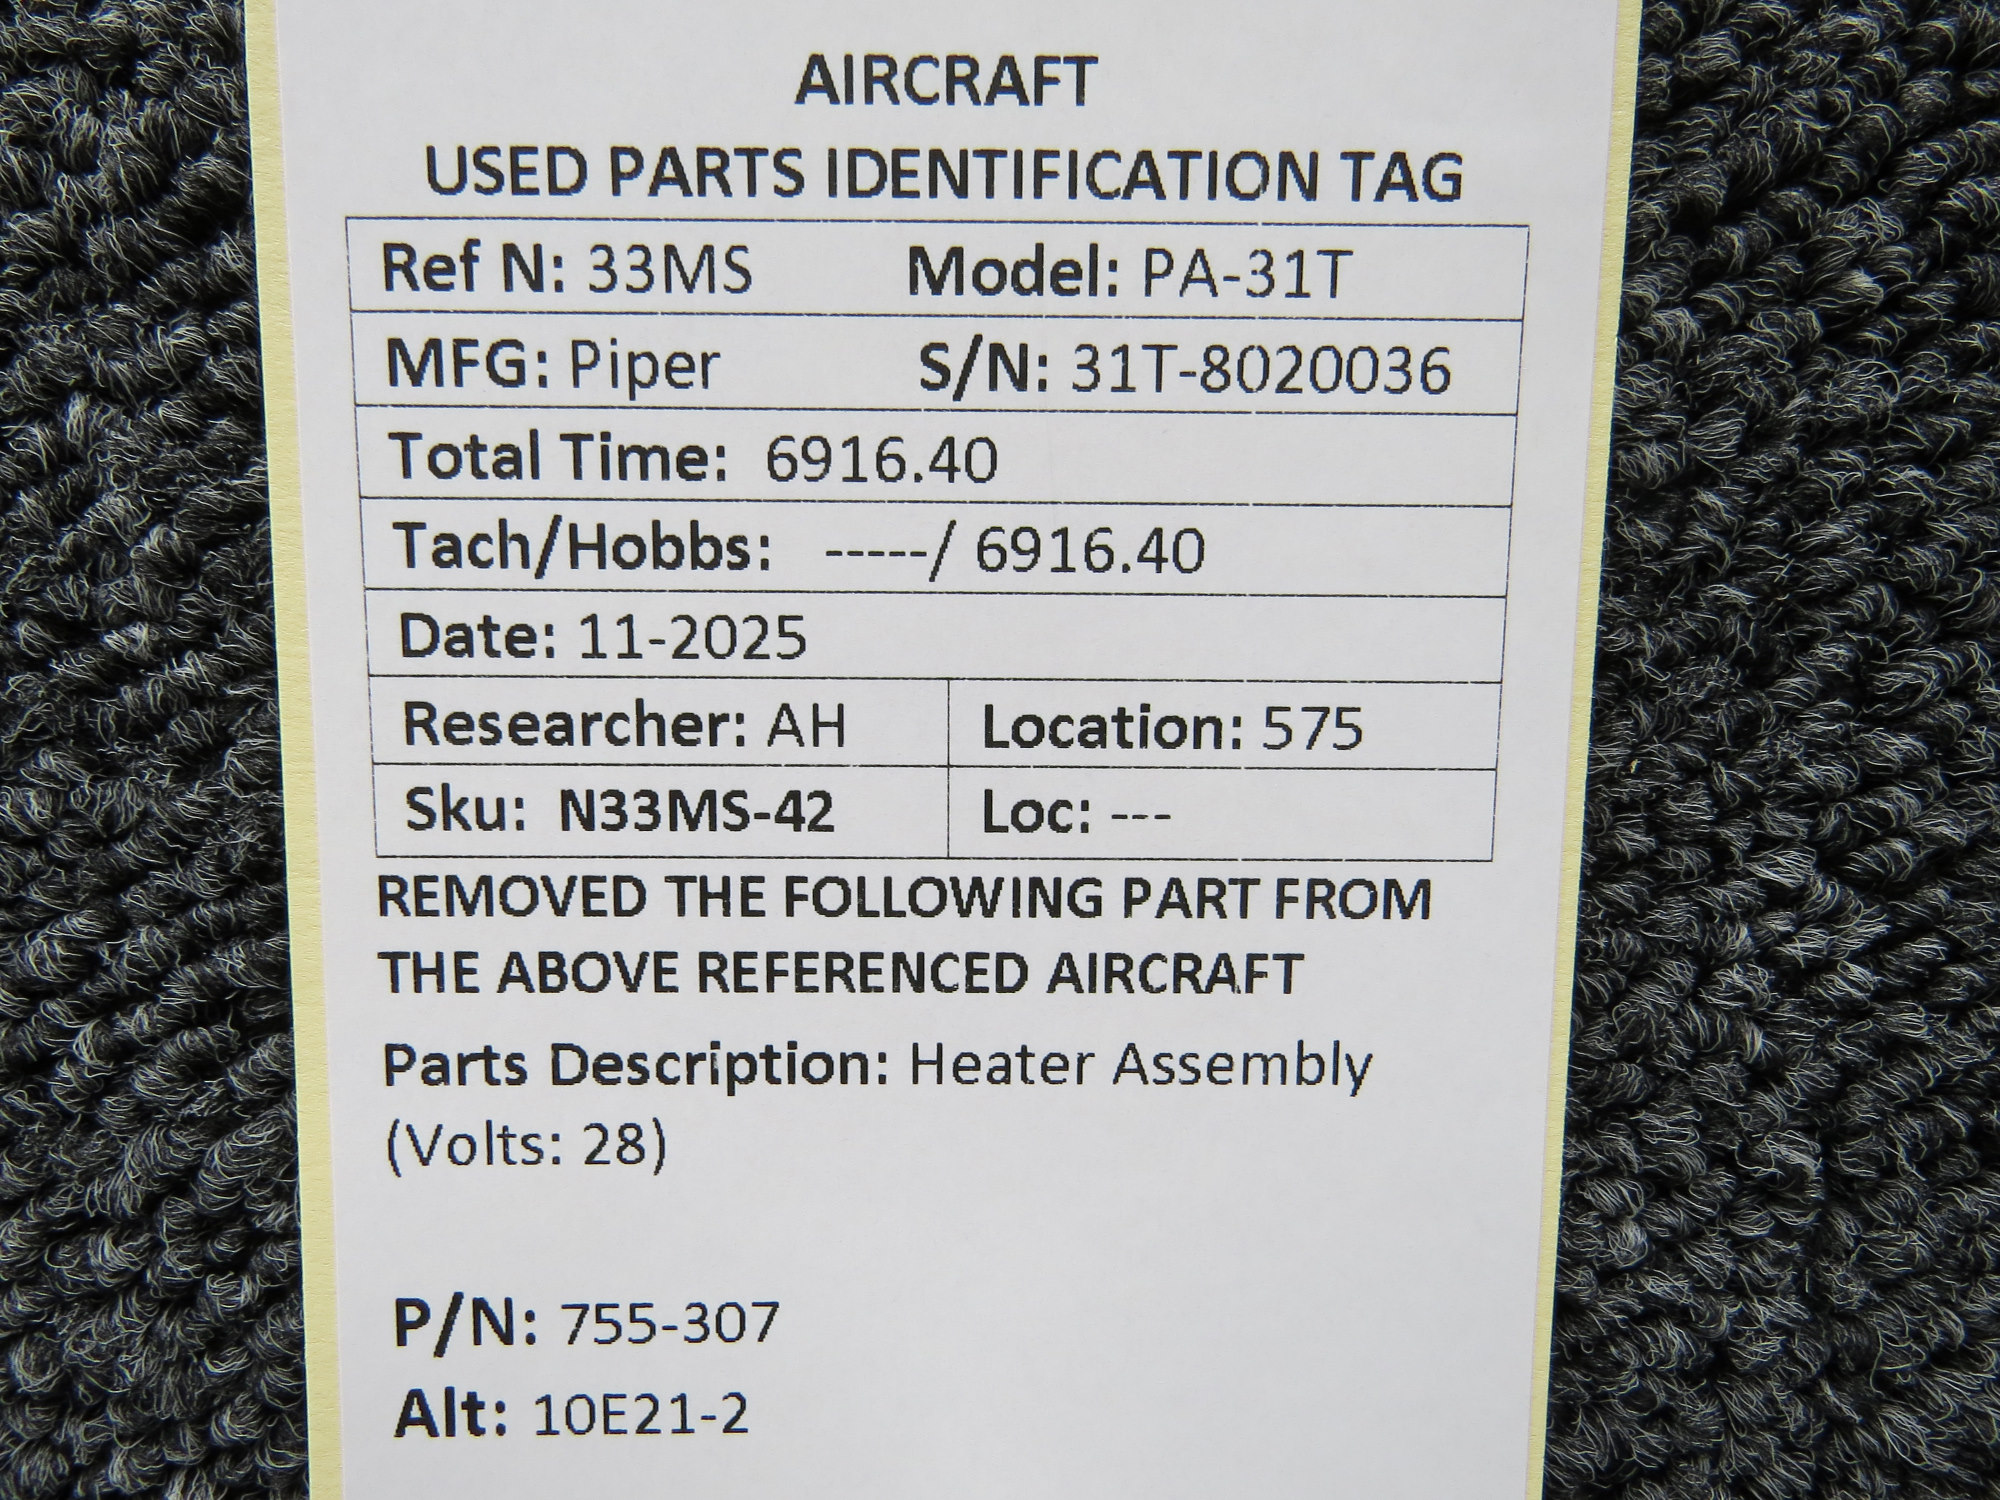 AIRCRAFT
USED PARTS IDENTIFICATION TAG
Ref N: 33MS Model: PA-31T
MFG: Piper S/N: 31T-8020036
Total Time: 6916.40
Tach/Hobbs: -----/ 6916.40
Date: 11-2025
Researcher: AH Location: 575
Sku: N33MS-42 Loc: ---
REMOVED THE FOLLOWING PART FROM
THE ABOVE REFERENCED AIRCRAFT
Parts Description: Heater Assembly
(Volts: 28)
P/N: 755-307
Alt: 10E21-2